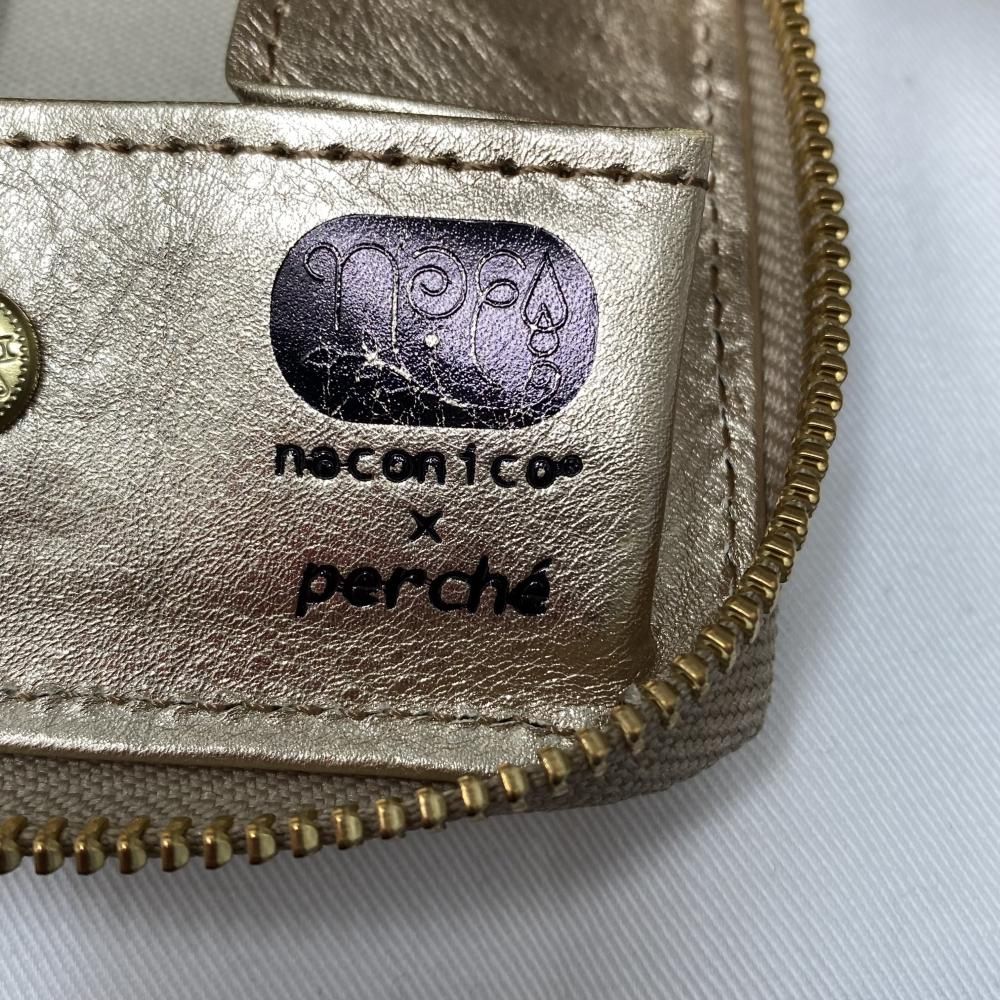 naconico
x
perché